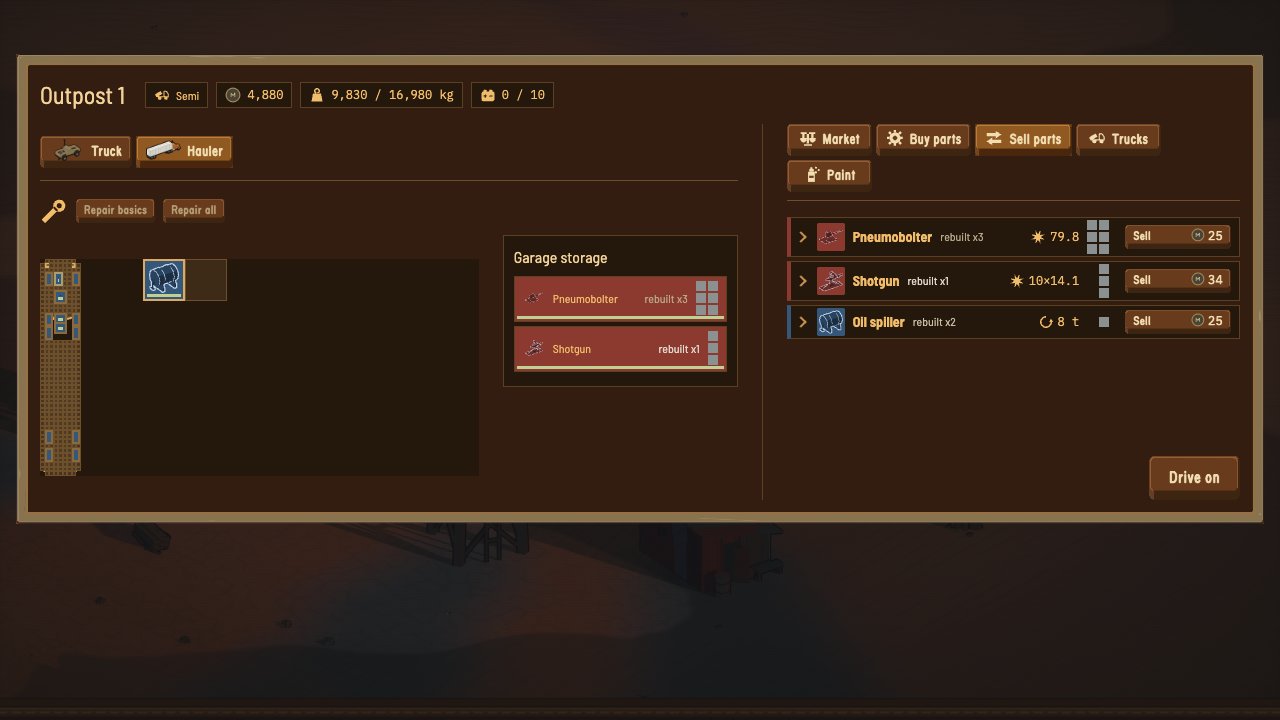 Outpost 1
Semi
M 4,880
9,830 / 16,980 kg
0 / 10
Truck
Hauler
Repair basics
Repair all
Garage storage
Pneumobolter rebuilt x3
Shotgun rebuilt x1
Market
Buy parts
Sell parts
Trucks
Paint
Pneumobolter rebuilt x3 79.8 Sell M 25
Shotgun rebuilt x1 10×14.1 Sell M 34
Oil spiller rebuilt x2 8 t Sell M 25
Drive on